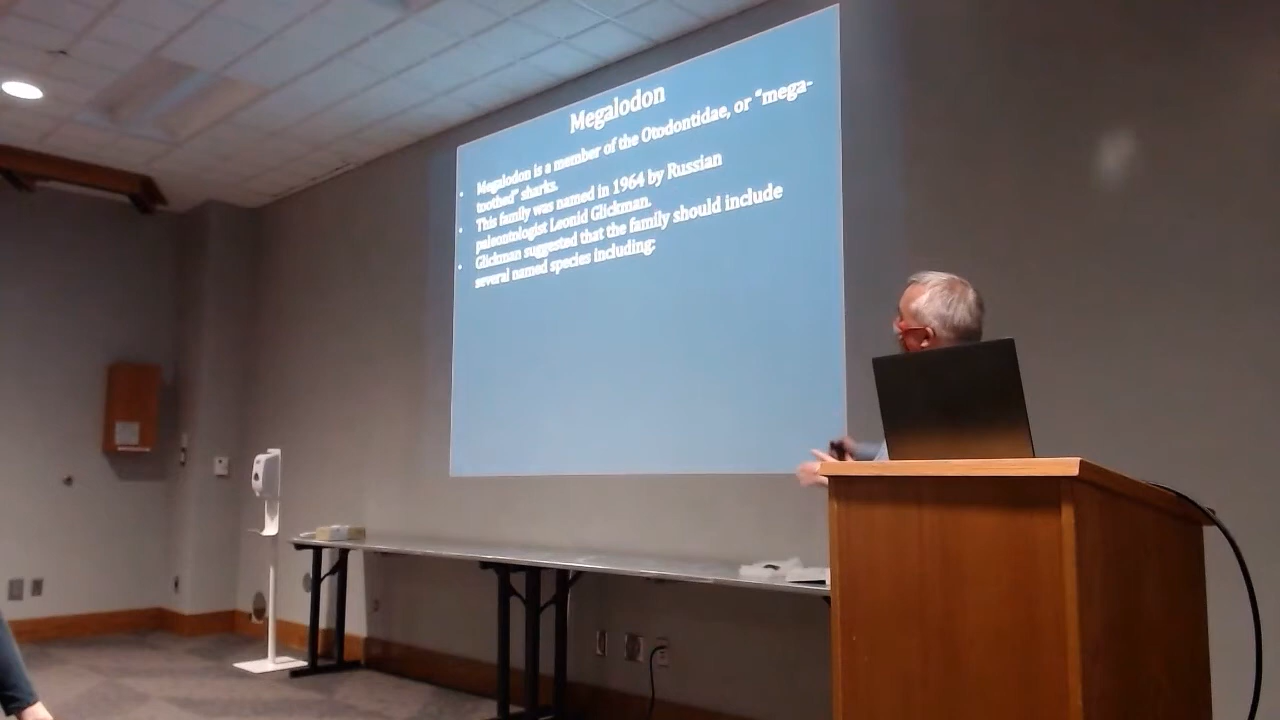 Megalodon
• Megalodon is a member of the Otodontidae, or "mega-
toothed" sharks.
• This family was named in 1964 by Russian
paleontologist Leonid Glickman.
• Glickman suggested that the family should include
several named species including: